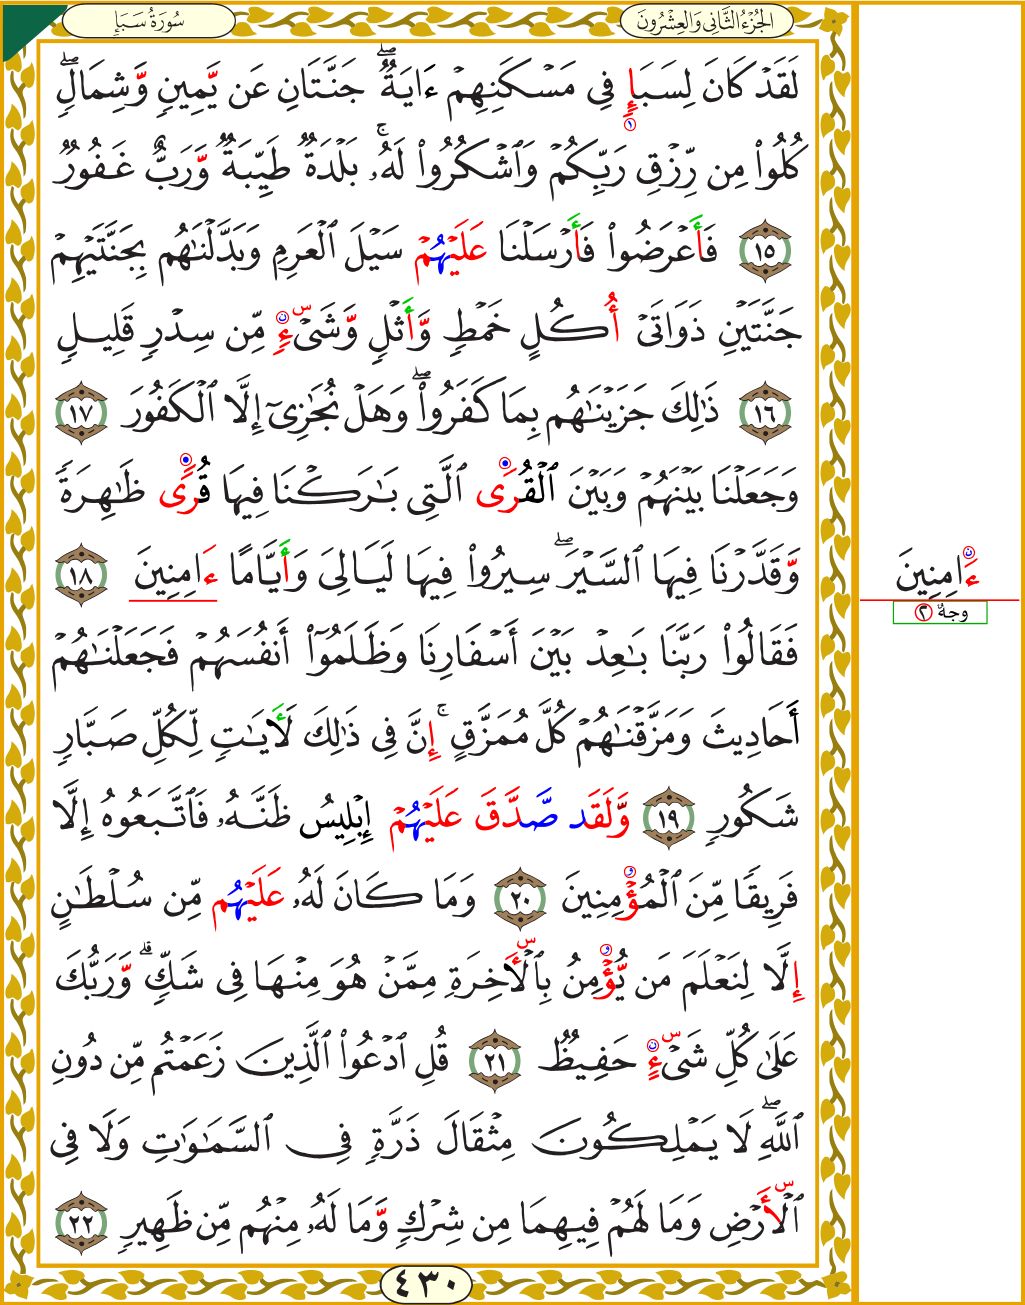 الجُزْءُ الثَّانِي وَالعِشْرُونَ
سُورَةُ سَبَإٍ
لَقَدْ كَانَ لِسَبَإٍ فِي مَسْكَنِهِمْ ءَايَةٌ ۖ جَنَّتَانِ عَن يَّمِينٍ وَّشِمَالٍ ۖ
كُلُوا۟ مِن رِّزْقِ رَبِّكُمْ وَٱشْكُرُوا۟ لَهُۥ ۚ بَلْدَةٌ طَيِّبَةٌ وَّرَبٌّ غَفُورٌ
١٥ فَأَعْرَضُوا۟ فَأَرْسَلْنَا عَلَيْهُمْ سَيْلَ ٱلْعَرِمِ وَبَدَّلْنَٰهُم بِجَنَّتَيْهِمْ
جَنَّتَيْنِ ذَوَاتَىْ أُكُلٍ خَمْطٍ وَّأَثْلٍ وَّشَىْءٍ مِّن سِدْرٍ قَلِيلٍ
١٦ ذَٰلِكَ جَزَيْنَٰهُم بِمَا كَفَرُوا۟ ۖ وَهَلْ نُجَٰزِىٓ إِلَّا ٱلْكَفُورَ ١٧
وَجَعَلْنَا بَيْنَهُمْ وَبَيْنَ ٱلْقُرَى ٱلَّتِى بَٰرَكْنَا فِيهَا قُرًى ظَٰهِرَةً
وَّقَدَّرْنَا فِيهَا ٱلسَّيْرَ ۖ سِيرُوا۟ فِيهَا لَيَالِىَ وَأَيَّامًا ءَامِنِينَ ١٨
فَقَالُوا۟ رَبَّنَا بَٰعِدْ بَيْنَ أَسْفَارِنَا وَظَلَمُوٓا۟ أَنفُسَهُمْ فَجَعَلْنَٰهُمْ
أَحَادِيثَ وَمَزَّقْنَٰهُمْ كُلَّ مُمَزَّقٍ ۚ إِنَّ فِى ذَٰلِكَ لَأَيَٰتٍ لِّكُلِّ صَبَّارٍ
شَكُورٍ ١٩ وَّلَقَد صَّدَّقَ عَلَيْهُمْ إِبْلِيسُ ظَنَّهُۥ فَٱتَّبَعُوهُ إِلَّا
فَرِيقًا مِّنَ ٱلْمُؤْمِنِينَ ٢٠ وَمَا كَانَ لَهُۥ عَلَيْهُم مِّن سُلْطَٰنٍ
إِلَّا لِنَعْلَمَ مَن يُّؤْمِنُ بِٱلْأَخِرَةِ مِمَّنْ هُوَ مِنْهَا فِى شَكٍّ ۗ وَّرَبُّكَ
عَلَىٰ كُلِّ شَىْءٍ حَفِيظٌ ٢١ قُلِ ٱدْعُوا۟ ٱلَّذِينَ زَعَمْتُم مِّن دُونِ
ٱللَّهِ ۖ لَا يَمْلِكُونَ مِثْقَالَ ذَرَّةٍ فِى ٱلسَّمَٰوَٰتِ وَلَا فِى
ٱلْأَرْضِ وَمَا لَهُمْ فِيهِمَا مِن شِرْكٍ وَّمَا لَهُۥ مِنْهُم مِّن ظَهِيرٍ ٢٢
ءَامِنِينَ
وجهٌ ٢
٤٣٠